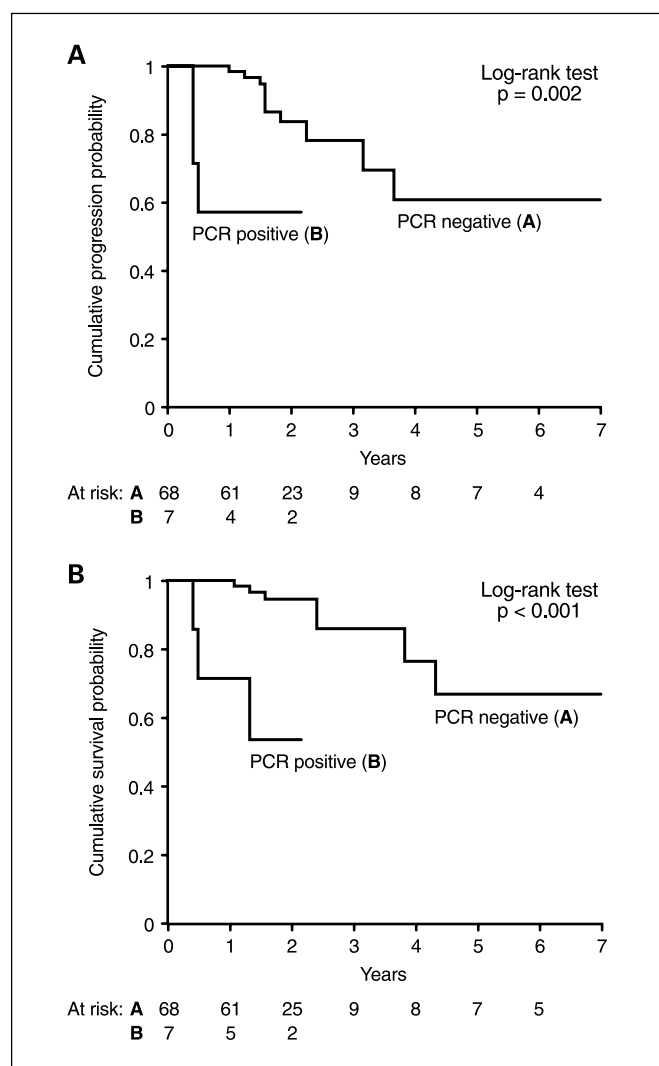 A
Log-rank test
p = 0.002
Cumulative progression probability
1
0.8
0.6
0.4
0.2
0
PCR positive (B)
PCR negative (A)
0 1 2 3 4 5 6 7
Years
At risk: A 68 61 23 9 8 7 4
B 7 4 2
B
Log-rank test
p < 0.001
Cumulative survival probability
1
0.8
0.6
0.4
0.2
0
PCR negative (A)
PCR positive (B)
0 1 2 3 4 5 6 7
Years
At risk: A 68 61 25 9 8 7 5
B 7 5 2